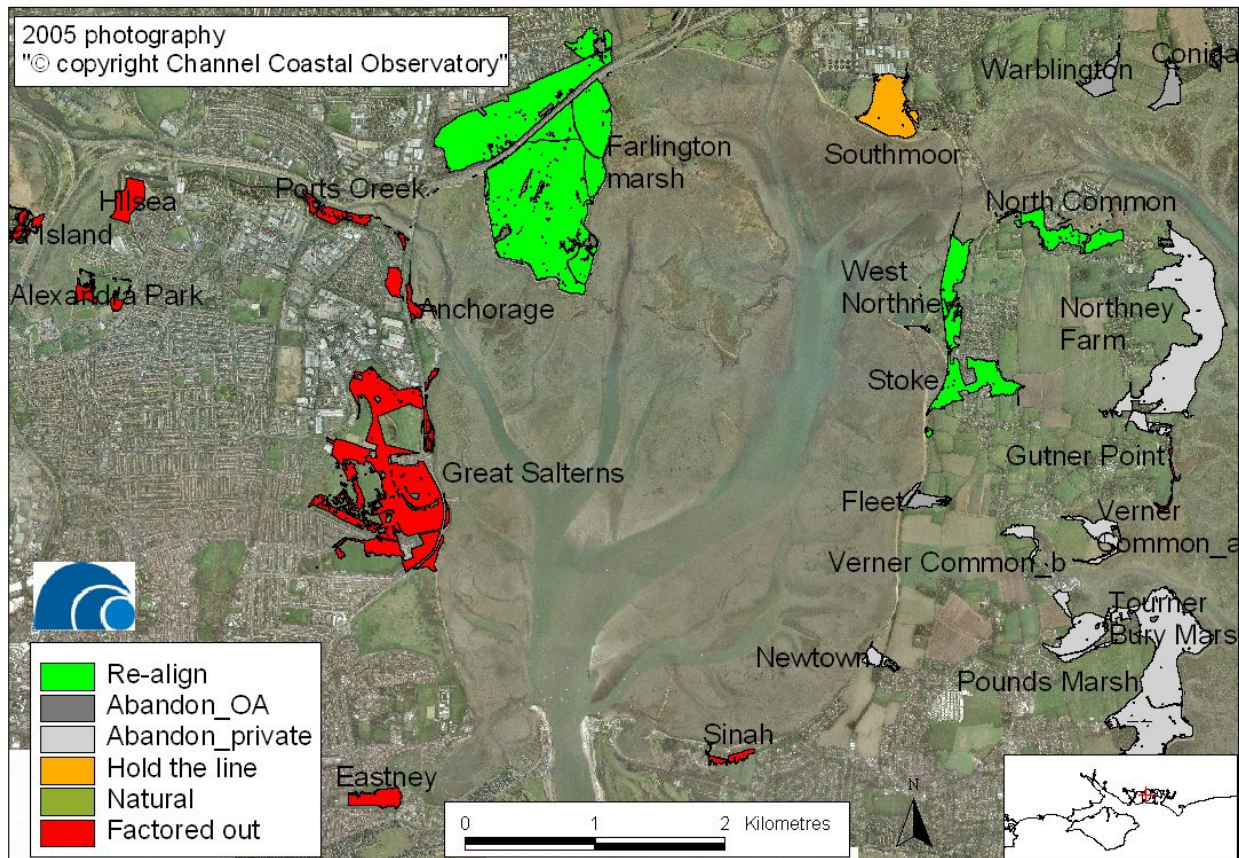 2005 photography
"© copyright Channel Coastal Observatory"
Warblington
Southmoor
Farlington
marsh
Hilsea
Ports Creek
North Common
Island
Alexandra Park
Anchorage
West
Northney
Northney
Farm
Stoke
Great Salterns
Gutner Point
Fleet
Verner
Common_a
Verner Common_b
Tourner
Bury Mars
Newtown
Pounds Marsh
Sinah
Eastney
Re-align
Abandon_OA
Abandon_private
Hold the line
Natural
Factored out
0 1 2 Kilometres
N